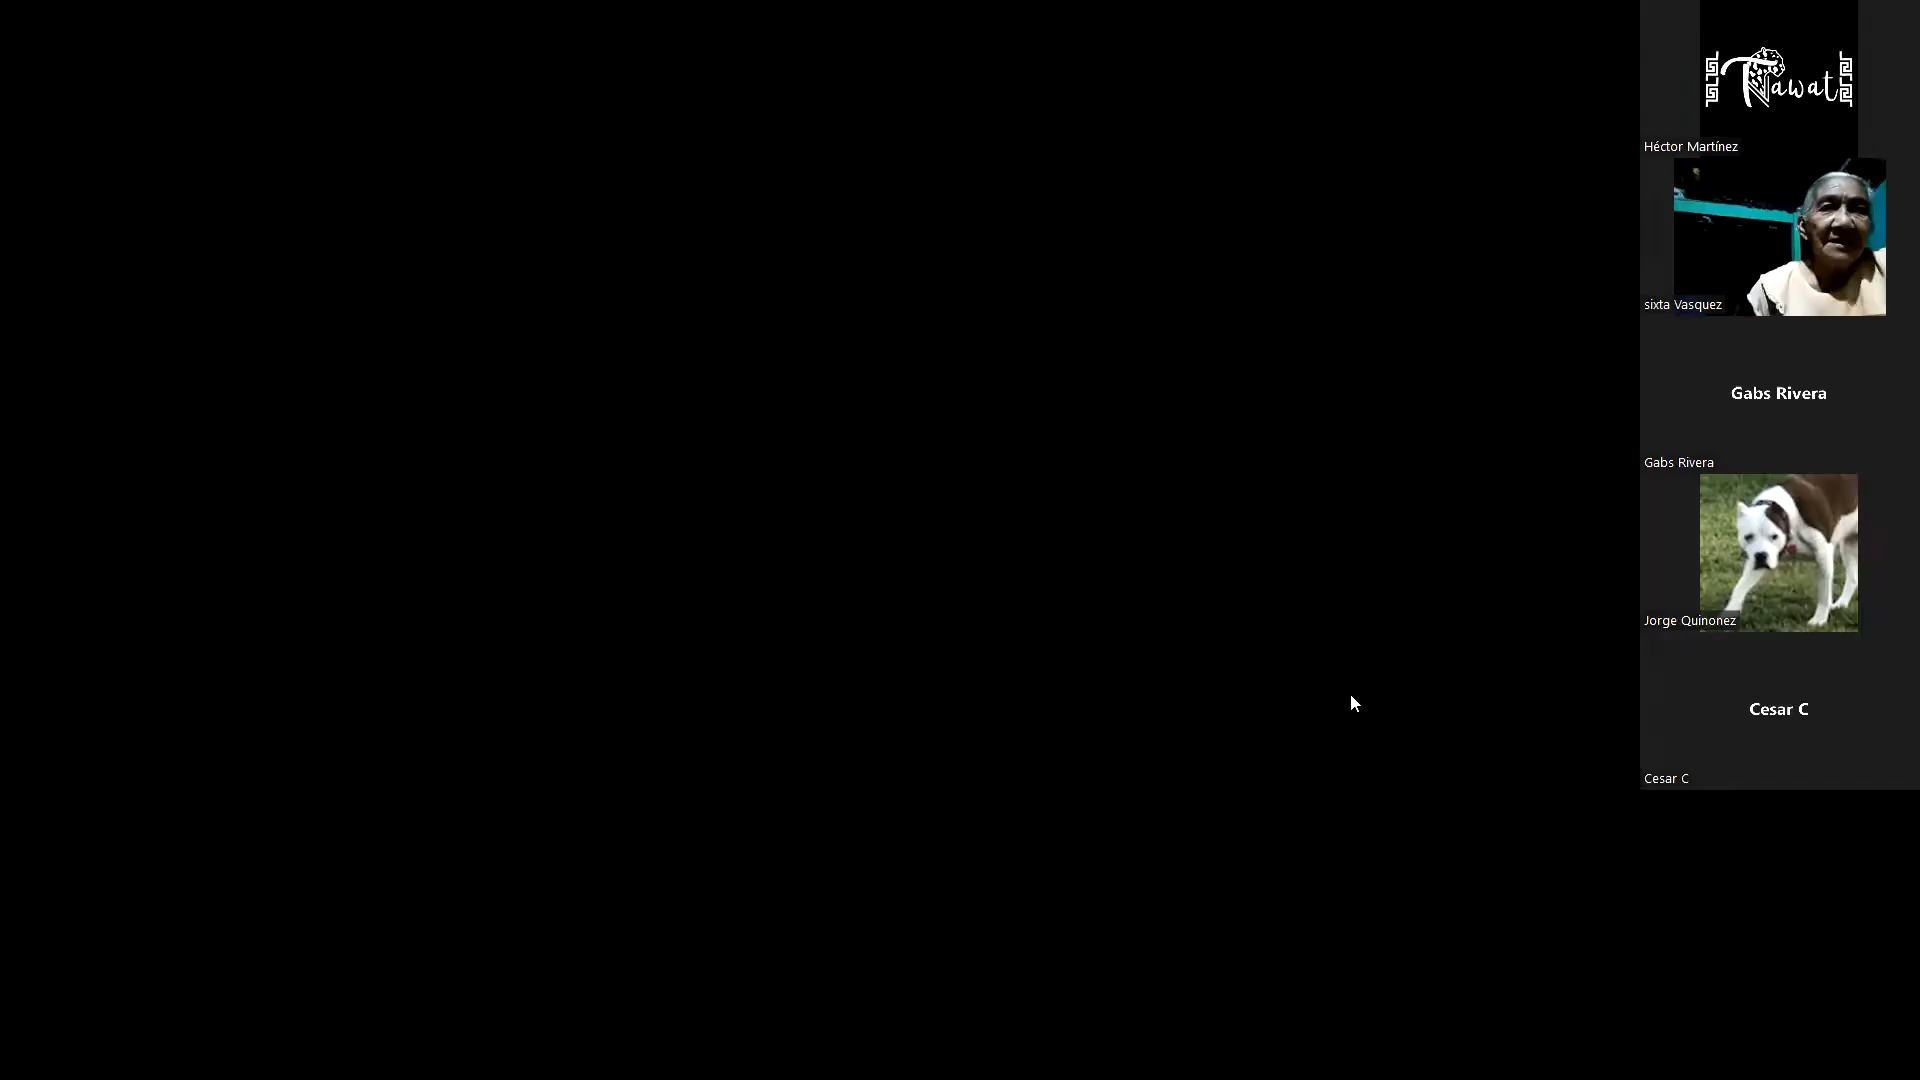 Tawat
Héctor Martínez
sixta Vasquez
Gabs Rivera
Gabs Rivera
Jorge Quinonez
Cesar C
Cesar C